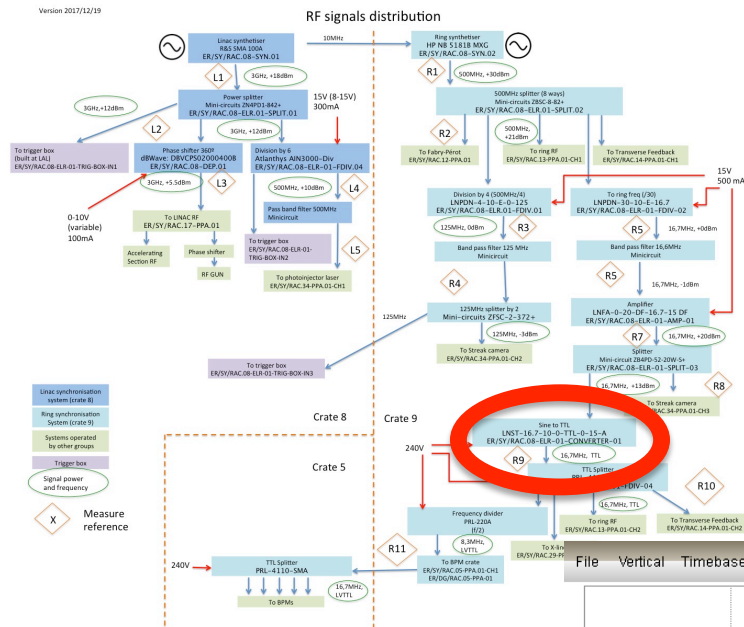 Version 2017/12/19
RF signals distribution
Linac synthetiser
R&S SMA 100A
ER/SY/RAC.08-SYN.01
10MHz
Ring synthetiser
HP NB 5181B MXG
ER/SY/RAC.08-SYN.02
L1
3GHz, +18dBm
R1
500MHz, +30dBm
3GHz,+12dBm
Power splitter
Mini-circuits ZN4PD1-842+
ER/SY/RAC.08-ELR-01-SPLIT.01
15V (8-15V)
300mA
500MHz splitter (8 ways)
Mini-circuits ZBSC-8-82+
ER/SY/RAC.08-ELR-01-SPLIT.02
L2
3GHz,+12dBm
R2
500MHz,
+21dBm
To trigger box
(built at LAL)
ER/SY/RAC.08-ELR-01-TRIG-BOX-IN1
Phase shifter 360º
dBWave: DBVCPS02000400B
ER/SY/RAC.08-DEP.01
Division by 6
Atlanthys AIN3000-Div
ER/SY/RAC.08-ELR-01-FDIV.04
To Fabry-Pérot
ER/SY/RAC.12-PPA.01
To ring RF
ER/SY/RAC.13-PPA.01-CH1
To Transverse Feedback
ER/SY/RAC.14-PPA.01-CH1
3GHz,+5.5dBm
L3
500MHz, +10dBm
L4
15V
500 mA
0-10V
(variable)
100mA
To LINAC RF
ER/SY/RAC.17-PPA.01
Pass band filter 500MHz
Minicircuit
Division by 4 (500MHz/4)
LNPDN-4-10-E-0-125
ER/SY/RAC.08-ELR-01-FDIV.01
To ring freq (/30)
LNPDN-30-10-E-16.7
ER/SY/RAC.08-ELR-01-FDIV-02
125MHz, 0dBm
R3
R5
16,7MHz, +0dBm
Accelerating
Section RF
Phase shifter
RF GUN
To trigger box
ER/SY/RAC.08-ELR-01-
TRIG-BOX-IN2
L5
To photoinjector laser
ER/SY/RAC.34-PPA.01-CH1
Band pass filter 125 MHz
Minicircuit
Band pass filter 16,6MHz
Minicircuit
R4
R5
16,7MHz, -1dBm
125MHz
125MHz splitter by 2
Mini-circuits ZFSC-2-372+
Amplifier
LNFA-0-20-DF-16.7-15 DF
ER/SY/RAC.08-ELR-01-AMP-01
125MHz, -3dBm
R7
16,7MHz, +20dBm
To Streak camera
ER/SY/RAC.34-PPA.01-CH2
Splitter
Mini-circuit ZB4PD-52-20W-S+
ER/SY/RAC.08-ELR-01-SPLIT-03
To trigger box
ER/SY/RAC.08-ELR-01-TRIG-BOX-IN3
16,7MHz, +13dBm
R8
To Streak camera
RAC.34-PPA.01-CH3
Linac synchronisation
system (crate 8)
Ring synchronisation
System (crate 9)
Systems operated
by other groups
Trigger box
Signal power
and frequency
X
Measure
reference
Crate 8
Crate 9
Crate 5
Sine to TTL
LNST-16.7-10-0-TTL-0-15-A
ER/SY/RAC.08-ELR-01-CONVERTER-01
240V
R9
16,7MHz, TTL
TTL Splitter
FDIV-04
R10
16,7MHz, TTL
Frequency divider
PRL-220A
(f/2)
To ring RF
ER/SY/RAC.13-PPA.01-CH2
To Transverse Feedback
ER/SY/RAC.14-PPA.01-CH2
R11
8,3MHz,
LVTTL
240V
TTL Splitter
PRL-4110-SMA
16,7MHz,
LVTTL
To BPMs
To BPM crate
ER/SY/RAC.05-PPA.01-CH1
ER/DG/RAC.05-PPA-01
File Vertical Timebase